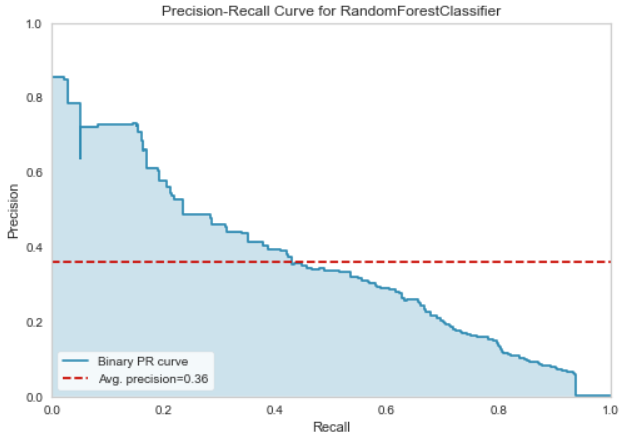 Precision-Recall Curve for RandomForestClassifier
1.0
0.8
0.6
0.4
0.2
0.0
Precision
Binary PR curve
Avg. precision=0.36
0.0 0.2 0.4 0.6 0.8 1.0
Recall